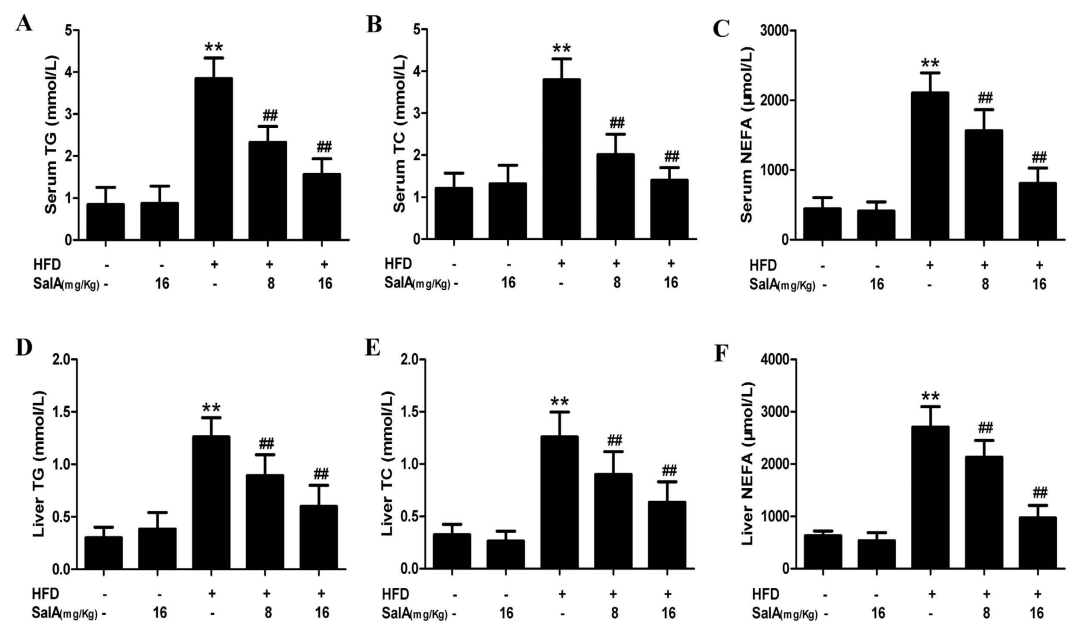 A
Serum TG (mmol/L)
5
4
3
2
1
0
**
##
##
HFD - - + + +
SalA(mg/Kg) - 16 - 8 16
B
Serum TC (mmol/L)
5
4
3
2
1
0
**
##
##
HFD - - + + +
SalA(mg/Kg) - 16 - 8 16
C
Serum NEFA (μmol/L)
3000
2000
1000
0
**
##
##
HFD - - + + +
SalA(mg/Kg) - 16 - 8 16
D
Liver TG (mmol/L)
2.0
1.5
1.0
0.5
0.0
**
##
##
HFD - - + + +
SalA(mg/Kg) - 16 - 8 16
E
Liver TC (mmol/L)
2.0
1.5
1.0
0.5
0.0
**
##
##
HFD - - + + +
SalA(mg/Kg) - 16 - 8 16
F
Liver NEFA (μmol/L)
4000
3000
2000
1000
0
**
##
##
HFD - - + + +
SalA(mg/Kg) - 16 - 8 16